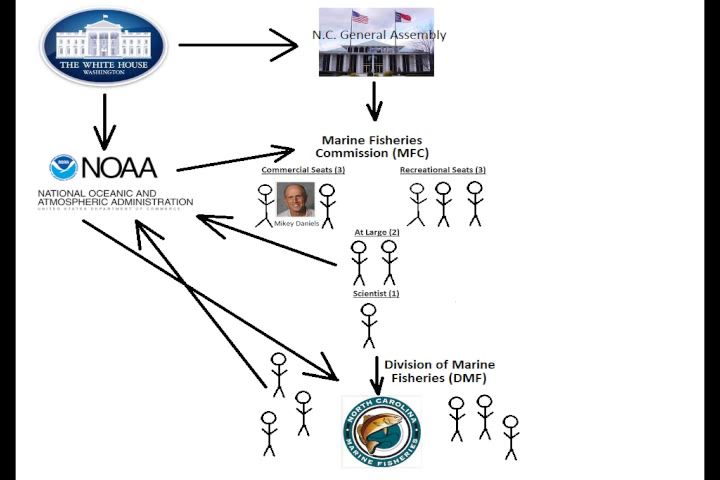 THE WHITE HOUSE
WASHINGTON
N.C. General Assembly
NOAA
NATIONAL OCEANIC AND
ATMOSPHERIC ADMINISTRATION
UNITED STATES DEPARTMENT OF COMMERCE
Marine Fisheries
Commission (MFC)
Commercial Seats (3)
Recreational Seats (3)
Mikey Daniels
At Large (2)
Scientist (1)
Division of Marine
Fisheries (DMF)
NORTH CAROLINA
MARINE FISHERIES